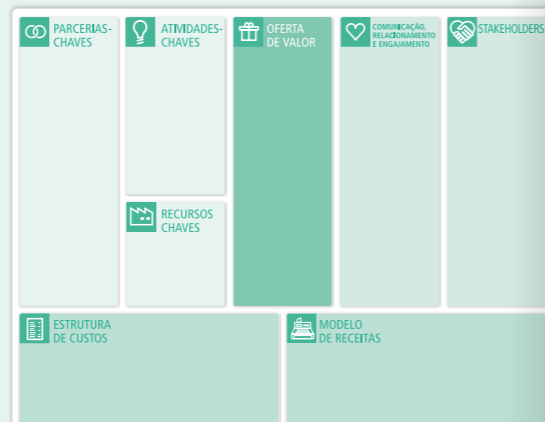 PARCERIAS-
CHAVES
ATIVIDADES-
CHAVES
OFERTA
DE VALOR
COMUNICAÇÃO,
RELACIONAMENTO
E ENGAJAMENTO
STAKEHOLDERS
RECURSOS
CHAVES
ESTRUTURA
DE CUSTOS
MODELO
DE RECEITAS